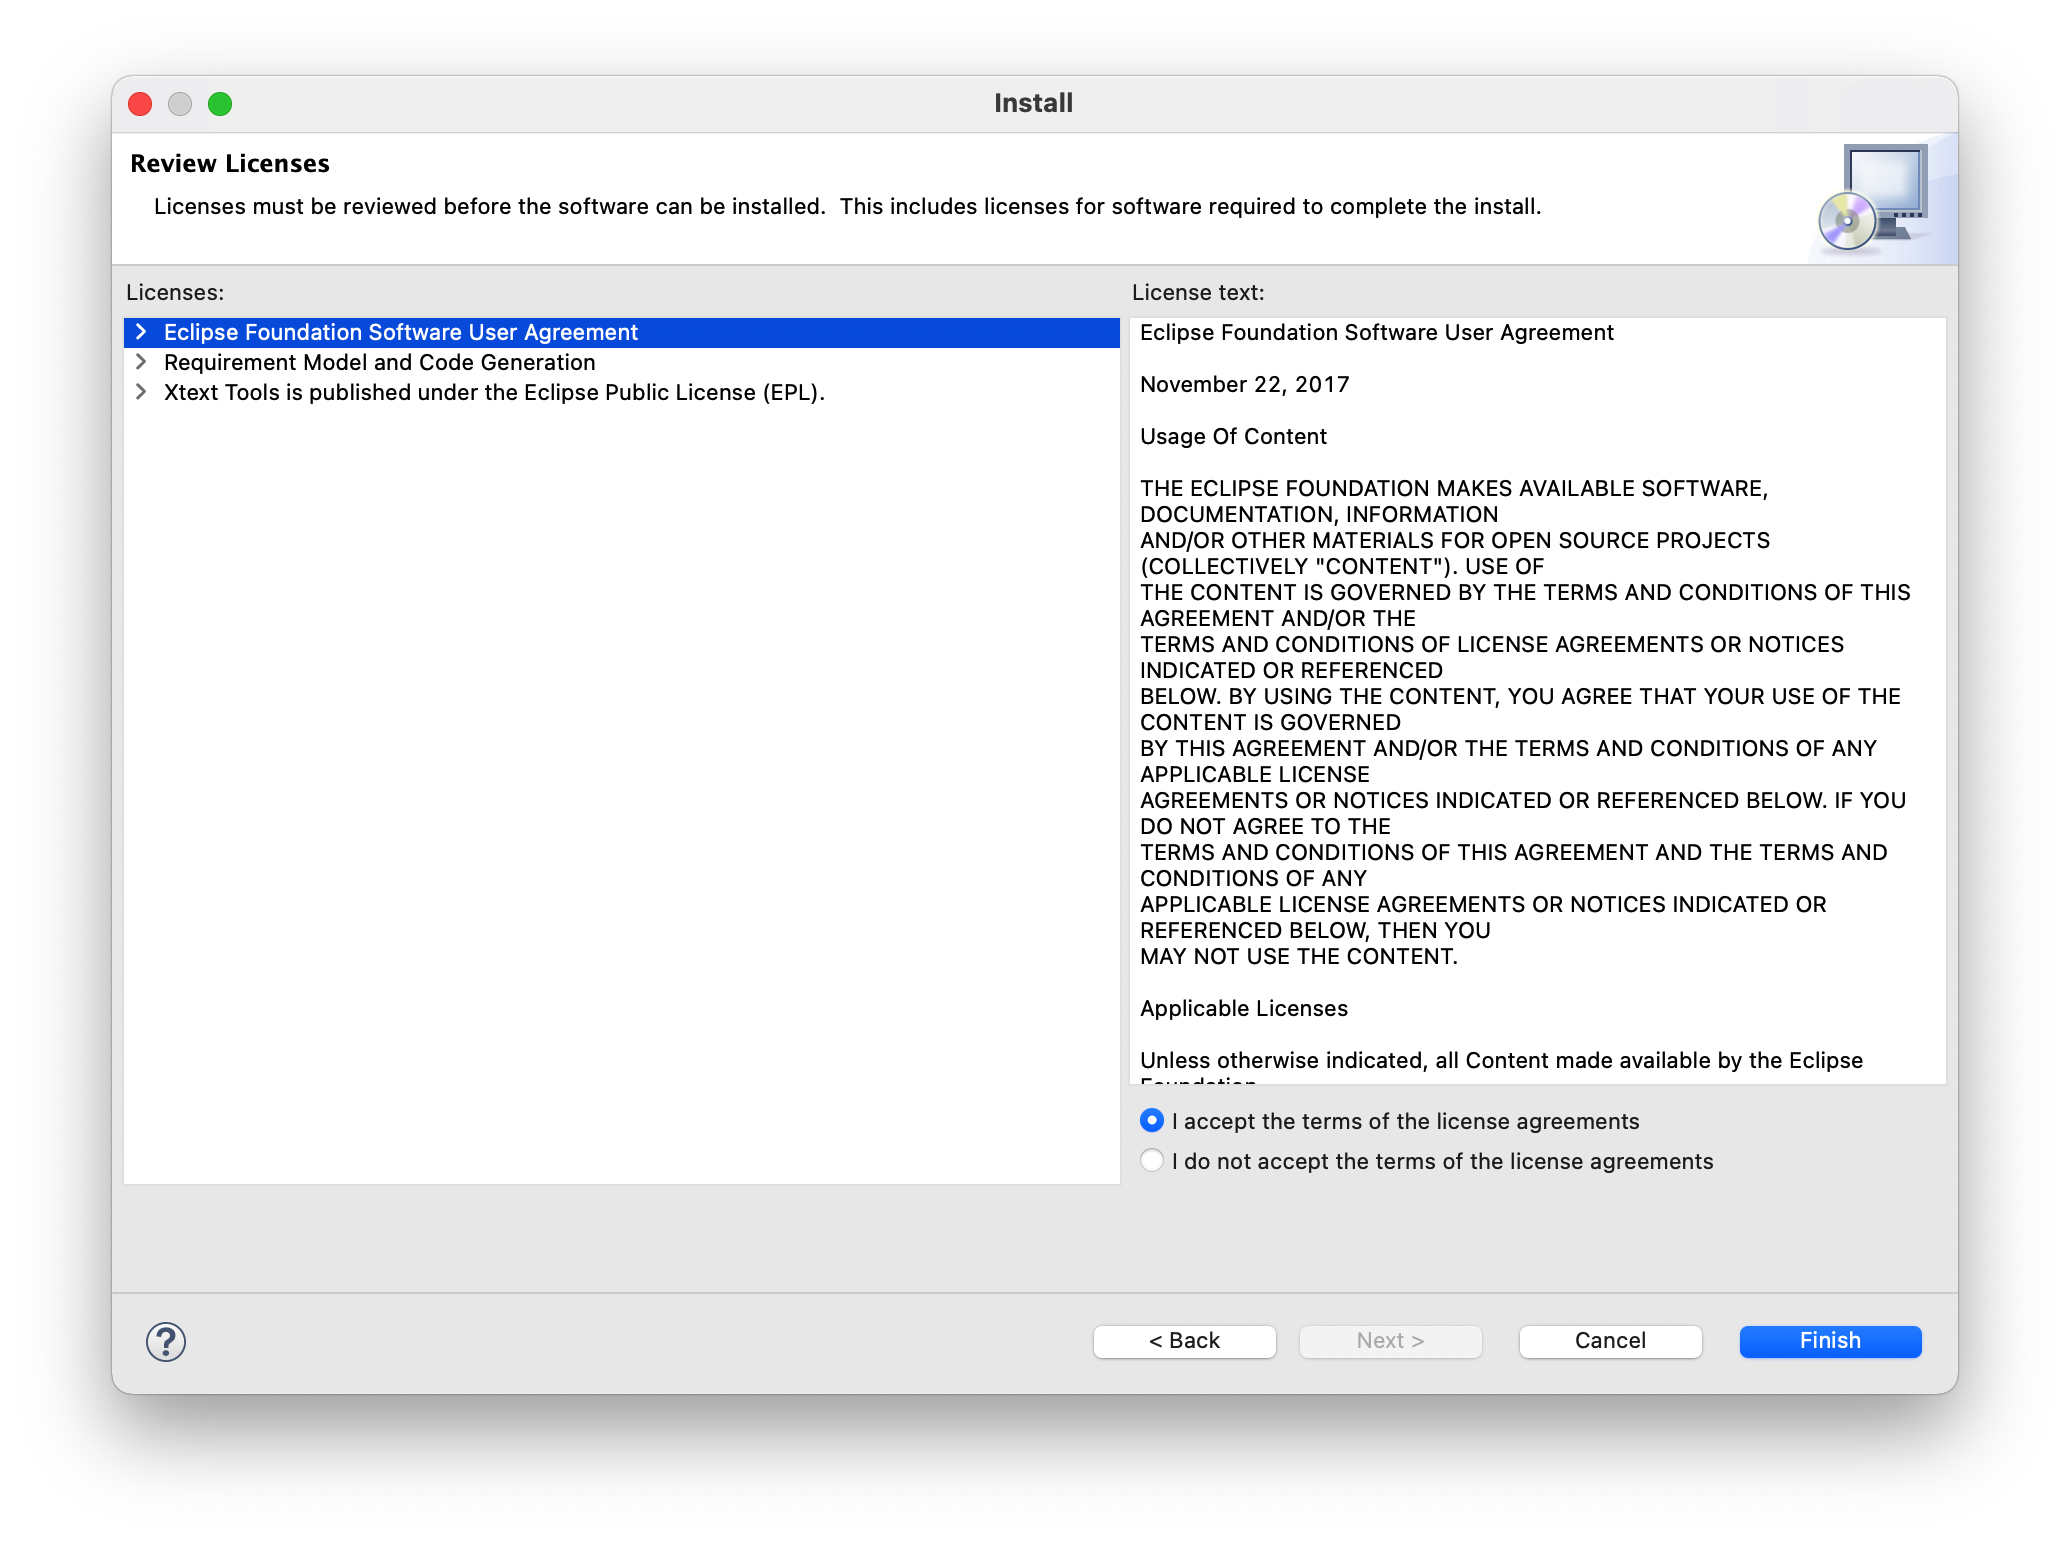 Install
Review Licenses
Licenses must be reviewed before the software can be installed.  This includes licenses for software required to complete the install.
Licenses:
Eclipse Foundation Software User Agreement
Requirement Model and Code Generation
Xtext Tools is published under the Eclipse Public License (EPL).
License text:
Eclipse Foundation Software User Agreement
November 22, 2017
Usage Of Content
THE ECLIPSE FOUNDATION MAKES AVAILABLE SOFTWARE,
DOCUMENTATION, INFORMATION
AND/OR OTHER MATERIALS FOR OPEN SOURCE PROJECTS
(COLLECTIVELY "CONTENT"). USE OF
THE CONTENT IS GOVERNED BY THE TERMS AND CONDITIONS OF THIS
AGREEMENT AND/OR THE
TERMS AND CONDITIONS OF LICENSE AGREEMENTS OR NOTICES
INDICATED OR REFERENCED
BELOW. BY USING THE CONTENT, YOU AGREE THAT YOUR USE OF THE
CONTENT IS GOVERNED
BY THIS AGREEMENT AND/OR THE TERMS AND CONDITIONS OF ANY
APPLICABLE LICENSE
AGREEMENTS OR NOTICES INDICATED OR REFERENCED BELOW. IF YOU
DO NOT AGREE TO THE
TERMS AND CONDITIONS OF THIS AGREEMENT AND THE TERMS AND
CONDITIONS OF ANY
APPLICABLE LICENSE AGREEMENTS OR NOTICES INDICATED OR
REFERENCED BELOW, THEN YOU
MAY NOT USE THE CONTENT.
Applicable Licenses
Unless otherwise indicated, all Content made available by the Eclipse
Foundation
I accept the terms of the license agreements
I do not accept the terms of the license agreements
?
< Back
Next >
Cancel
Finish